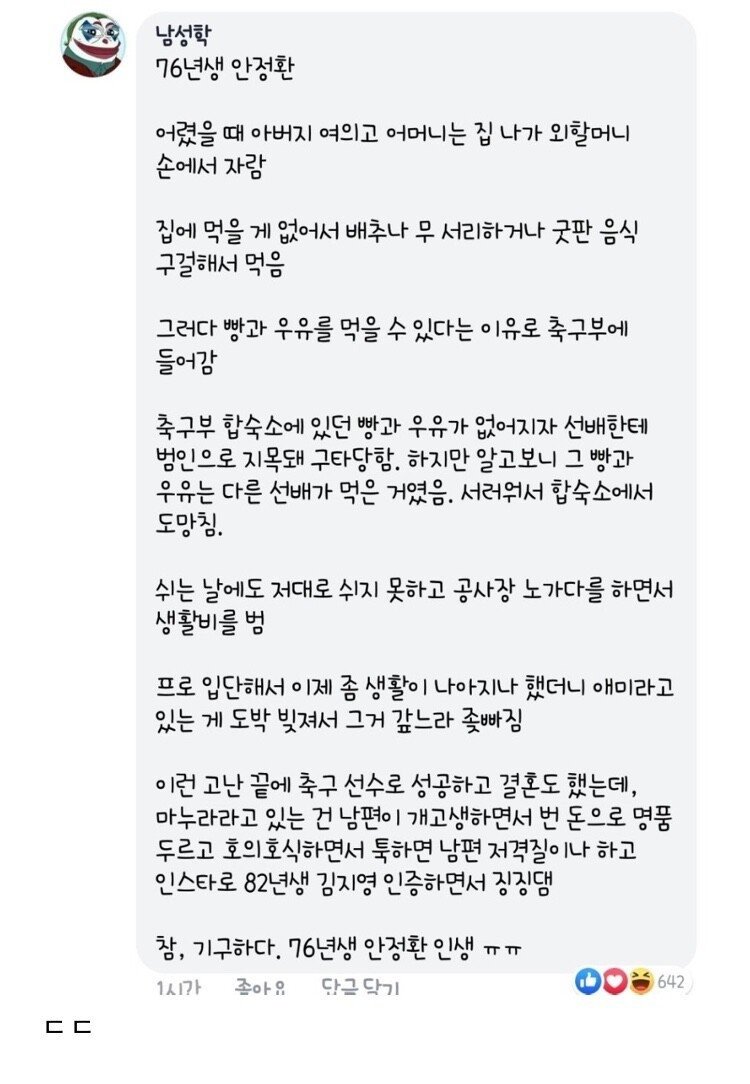 남성학
76년생 안정환
어렸을 때 아버지 여의고 어머니는 집 나가 외할머니
손에서 자람
집에 먹을 게 없어서 배추나 무 서리하거나 굿판 음식
구걸해서 먹음
그러다 빵과 우유를 먹을 수 있다는 이유로 축구부에
들어감
축구부 합숙소에 있던 빵과 우유가 없어지자 선배한테
범인으로 지목돼 구타당함. 하지만 알고보니 그 빵과
우유는 다른 선배가 먹은 거였음. 서러워서 합숙소에서
도망침.
쉬는 날에도 저대로 쉬지 못하고 공사장 노가다를 하면서
생활비를 범
프로 입단해서 이제 좀 생활이 나아지나 했더니 애미라고
있는 게 도박 빚져서 그거 갚느라 좆빠짐
이런 고난 끝에 축구 선수로 성공하고 결혼도 했는데,
마누라라고 있는 건 남편이 개고생하면서 번 돈으로 명품
두르고 호의호식하면서 툭하면 남편 저격질이나 하고
인스타로 82년생 김지영 인증하면서 징징댐
참, 기구하다. 76년생 안정환 인생 ㅠㅠ
1시간 좋아요 답글 달기 642
ㄷㄷ